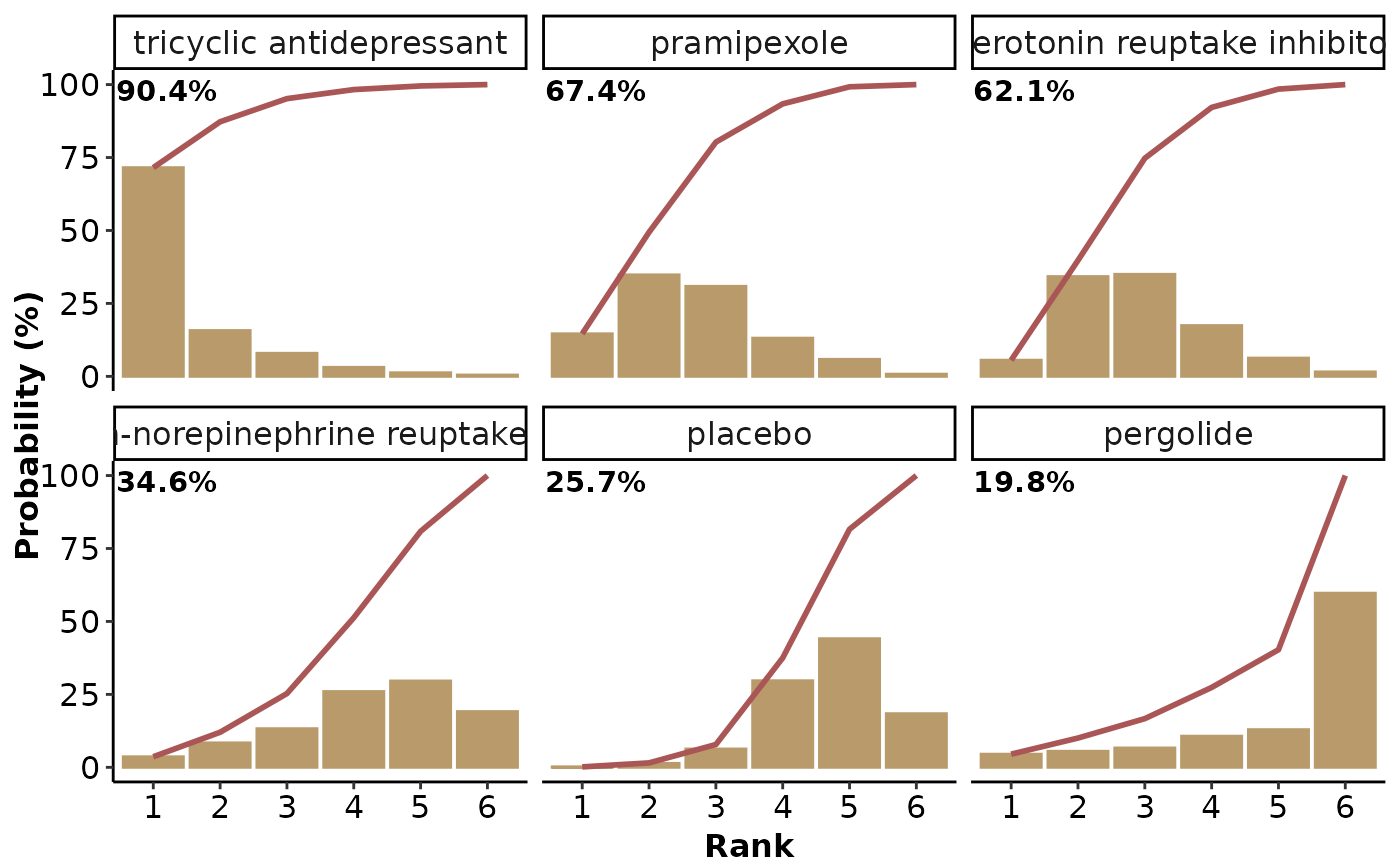 tricyclic antidepressant
pramipexole
erotonin reuptake inhibito
100
75
50
25
0
90.4%
67.4%
62.1%
Probability (%)
-norepinephrine reuptake
placebo
pergolide
100
75
50
25
0
34.6%
25.7%
19.8%
1 2 3 4 5 6
1 2 3 4 5 6
1 2 3 4 5 6
Rank